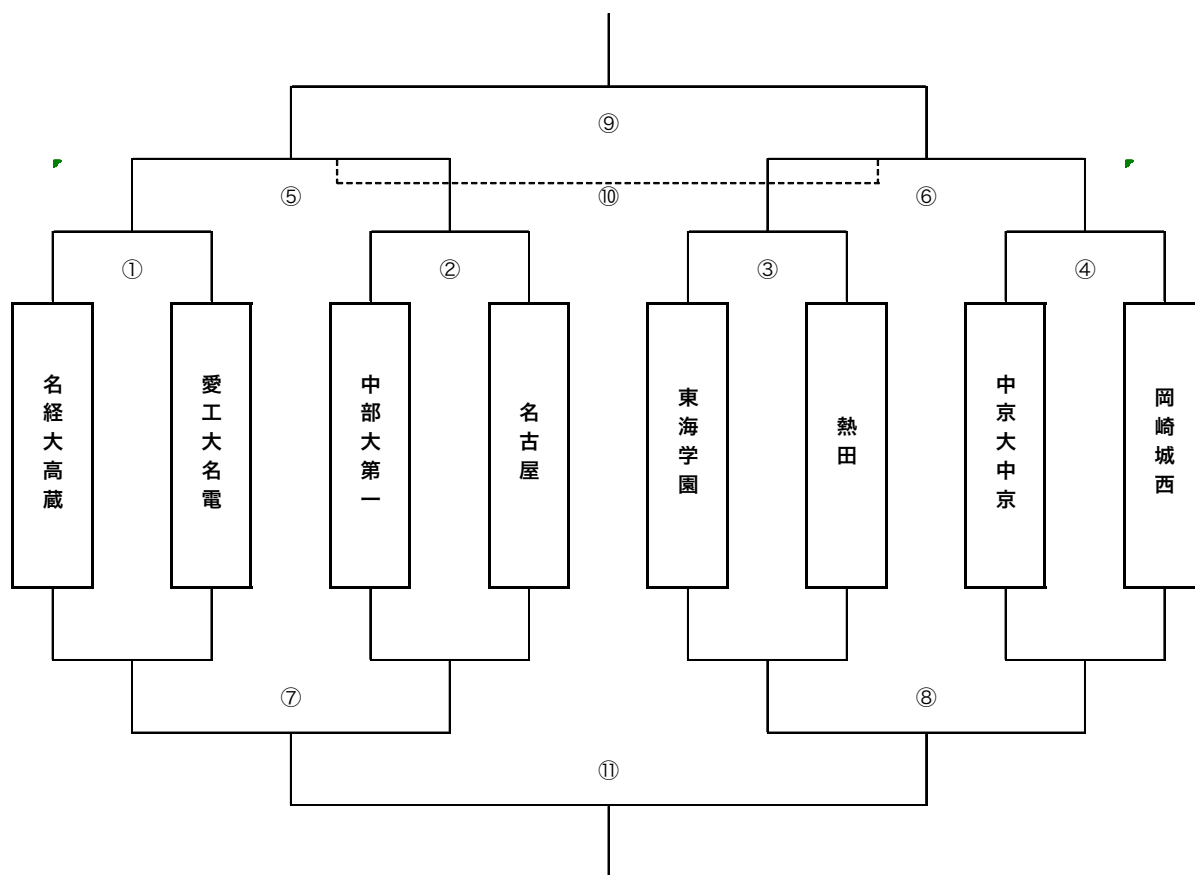 ⑨
⑤
⑩
⑥
①
②
③
④
名経大高蔵
愛工大名電
中部大第一
名古屋
東海学園
熱田
中京大中京
岡崎城西
⑦
⑧
⑪